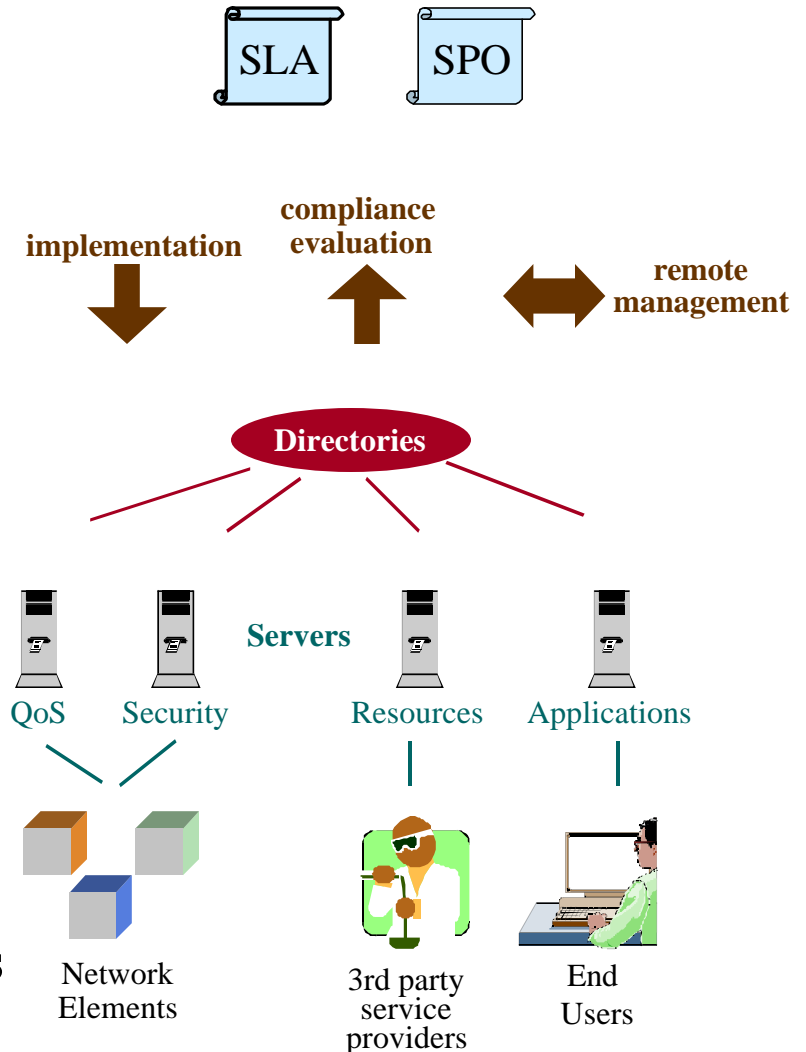 SLA
SPO
compliance
evaluation
implementation
remote
management
Directories
Servers
QoS
Security
Resources
Applications
s
Network
Elements
3rd party
service
providers
End
Users